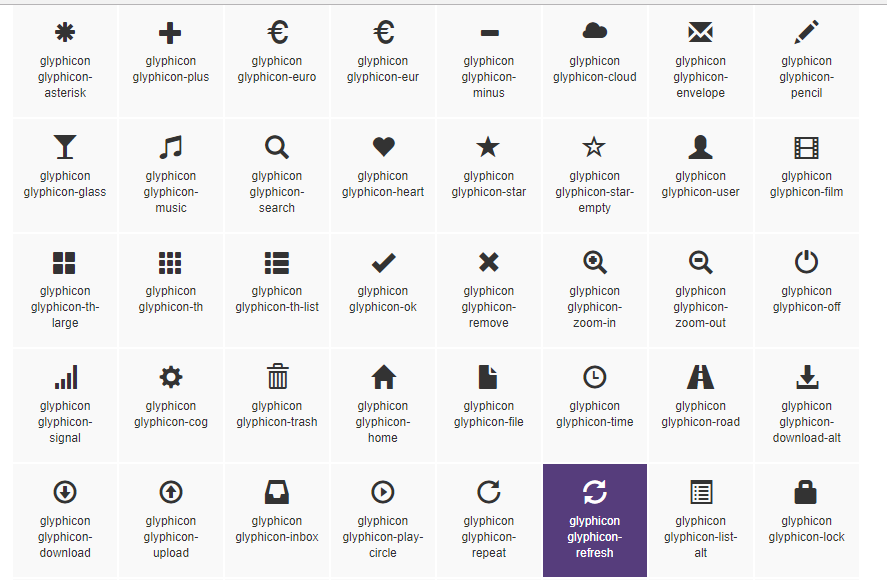 glyphicon
glyphicon-
asterisk
glyphicon
glyphicon-plus
glyphicon
glyphicon-euro
glyphicon
glyphicon-eur
glyphicon
glyphicon-
minus
glyphicon
glyphicon-cloud
glyphicon
glyphicon-
envelope
glyphicon
glyphicon-
pencil
glyphicon
glyphicon-glass
glyphicon
glyphicon-
music
glyphicon
glyphicon-
search
glyphicon
glyphicon-heart
glyphicon
glyphicon-star
glyphicon
glyphicon-star-
empty
glyphicon
glyphicon-user
glyphicon
glyphicon-film
glyphicon
glyphicon-th-
large
glyphicon
glyphicon-th
glyphicon
glyphicon-th-list
glyphicon
glyphicon-ok
glyphicon
glyphicon-
remove
glyphicon
glyphicon-
zoom-in
glyphicon
glyphicon-
zoom-out
glyphicon
glyphicon-off
glyphicon
glyphicon-
signal
glyphicon
glyphicon-cog
glyphicon
glyphicon-trash
glyphicon
glyphicon-
home
glyphicon
glyphicon-file
glyphicon
glyphicon-time
glyphicon
glyphicon-road
glyphicon
glyphicon-
download-alt
glyphicon
glyphicon-
download
glyphicon
glyphicon-
upload
glyphicon
glyphicon-inbox
glyphicon
glyphicon-play-
circle
glyphicon
glyphicon-
repeat
glyphicon
glyphicon-
refresh
glyphicon
glyphicon-list-
alt
glyphicon
glyphicon-lock